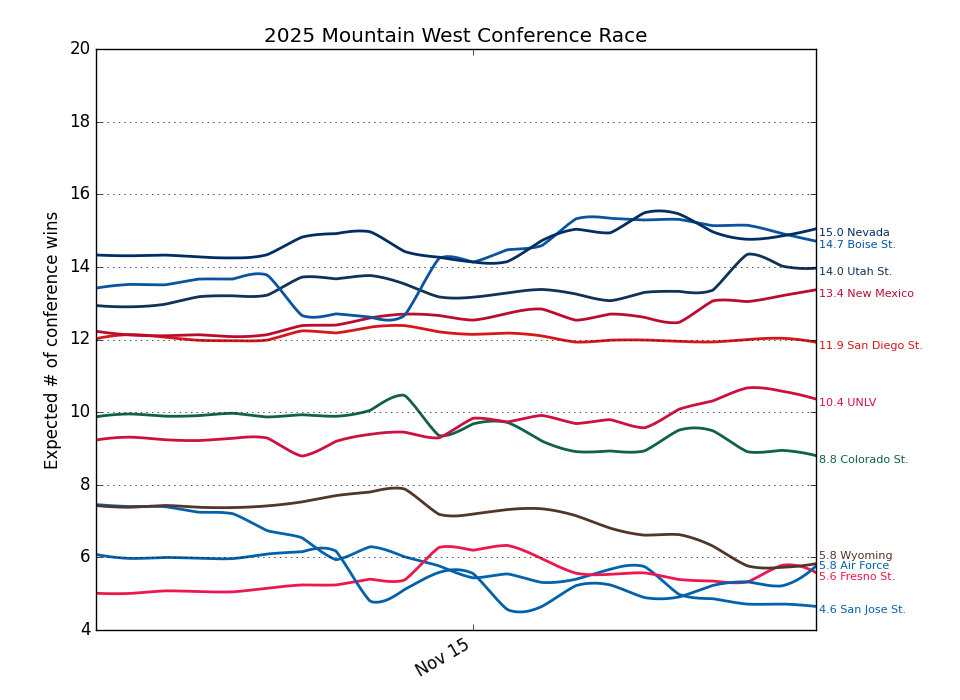 2025 Mountain West Conference Race
Expected # of conference wins
20
18
16
14
12
10
8
6
4
Nov 15
15.0 Nevada
14.7 Boise St.
14.0 Utah St.
13.4 New Mexico
11.9 San Diego St.
10.4 UNLV
8.8 Colorado St.
5.8 Wyoming
5.8 Air Force
5.6 Fresno St.
4.6 San Jose St.